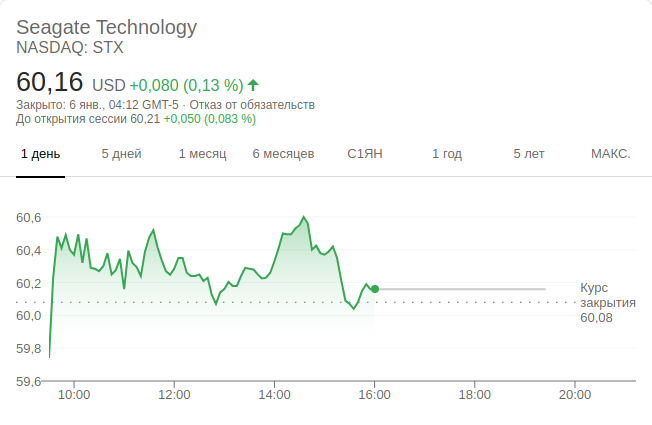 Seagate Technology
NASDAQ: STX
60,16 USD +0,080 (0,13 %)
Закрыто: 6 янв., 04:12 GMT-5 · Отказ от обязательств
До открытия сессии 60,21 +0,050 (0,083 %)
1 день 5 дней 1 месяц 6 месяцев С1ЯН 1 год 5 лет МАКС.
60,6
60,4
60,2
60,0
59,8
59,6
Курс
закрытия
60,08
10:00 12:00 14:00 16:00 18:00 20:00